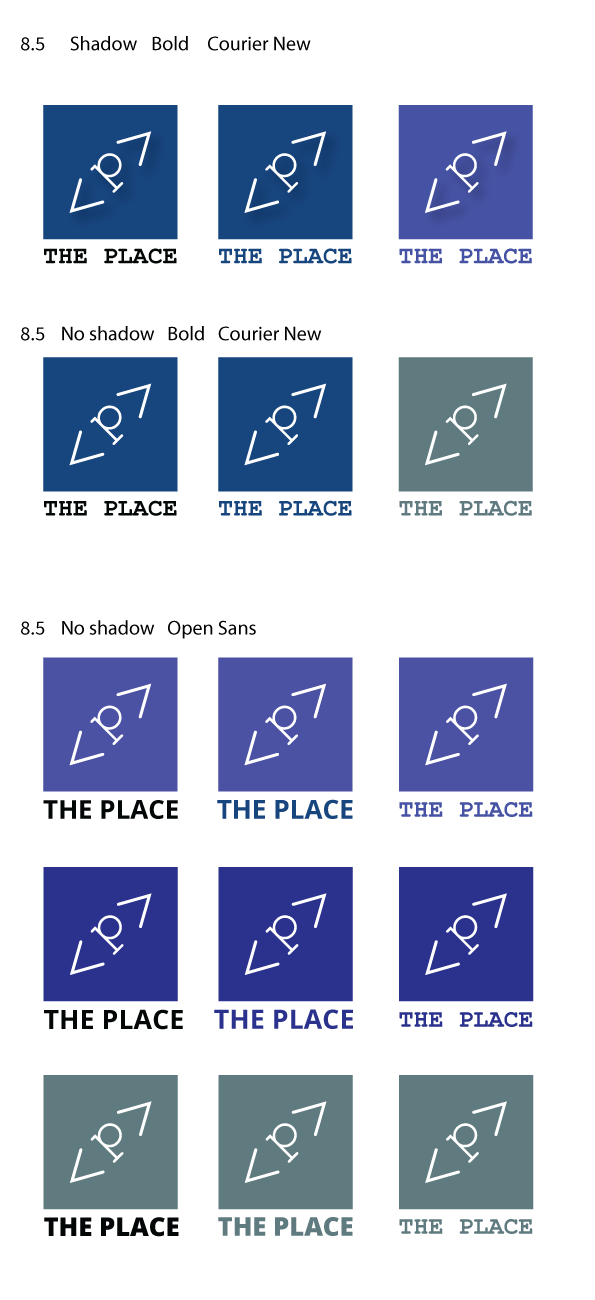 8.5 Shadow Bold Courier New
<p>
<p>
<p>
THE PLACE THE PLACE THE PLACE
8.5 No shadow Bold Courier New
<p>
<p>
<p>
THE PLACE THE PLACE THE PLACE
8.5 No shadow Open Sans
<p>
<p>
<p>
THE PLACE THE PLACE THE PLACE
<p>
<p>
<p>
THE PLACE THE PLACE THE PLACE
<p>
<p>
<p>
THE PLACE THE PLACE THE PLACE